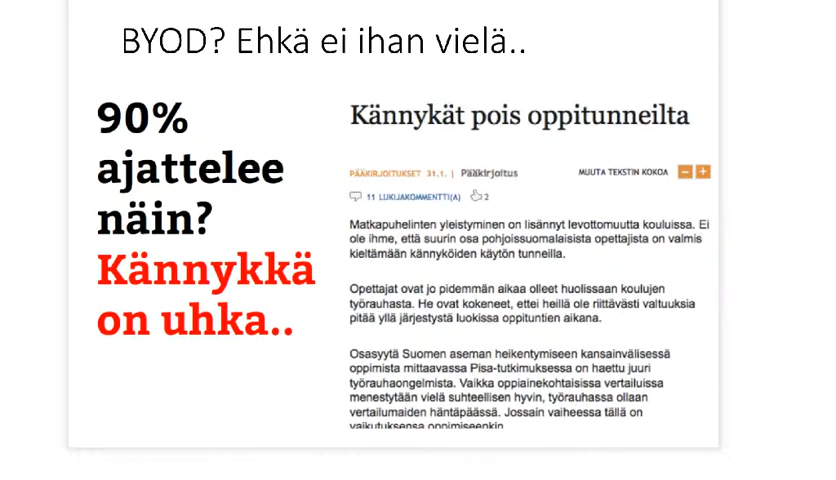 BYOD? Ehkä ei ihan vielä..
90%
ajattelee
näin?
Kännykkä
on uhka..
Kännykät pois oppitunneilta
PÄÄKIRJOITUKSET 31.1. | Pääkirjoitus
MUUTA TEKSTIN KOKOA - +
11 LUKIJAKOMMENTTI(A) 2
Matkapuhelinten yleistyminen on lisännyt levottomuutta kouluissa. Ei
ole ihme, että suurin osa pohjoissuomalaisista opettajista on valmis
kieltämään kännyköiden käytön tunneilla.
Opettajat ovat jo pidemmän aikaa olleet huolissaan koulujen
työrauhasta. He ovat kokeneet, ettei heillä ole riittävästi valtuuksia
pitää yllä järjestystä luokissa oppituntien aikana.
Osasyytä Suomen aseman heikentymiseen kansainvälisessä
oppimista mittaavassa Pisa-tutkimuksessa on haettu juuri
työrauhaongelmista. Vaikka oppiainekohtaisissa vertailuissa
menestytään vielä suhteellisen hyvin, työrauhassa ollaan
vertailumaiden häntäpäässä. Jossain vaiheessa tällä on
vaikutuksensa oppimiseenkin